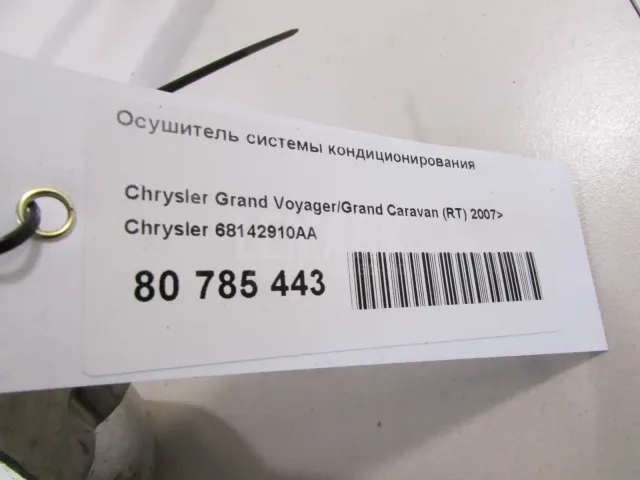 Осушитель системы кондиционирования
Chrysler Grand Voyager/Grand Caravan (RT) 2007>
Chrysler 68142910AA
80 785 443